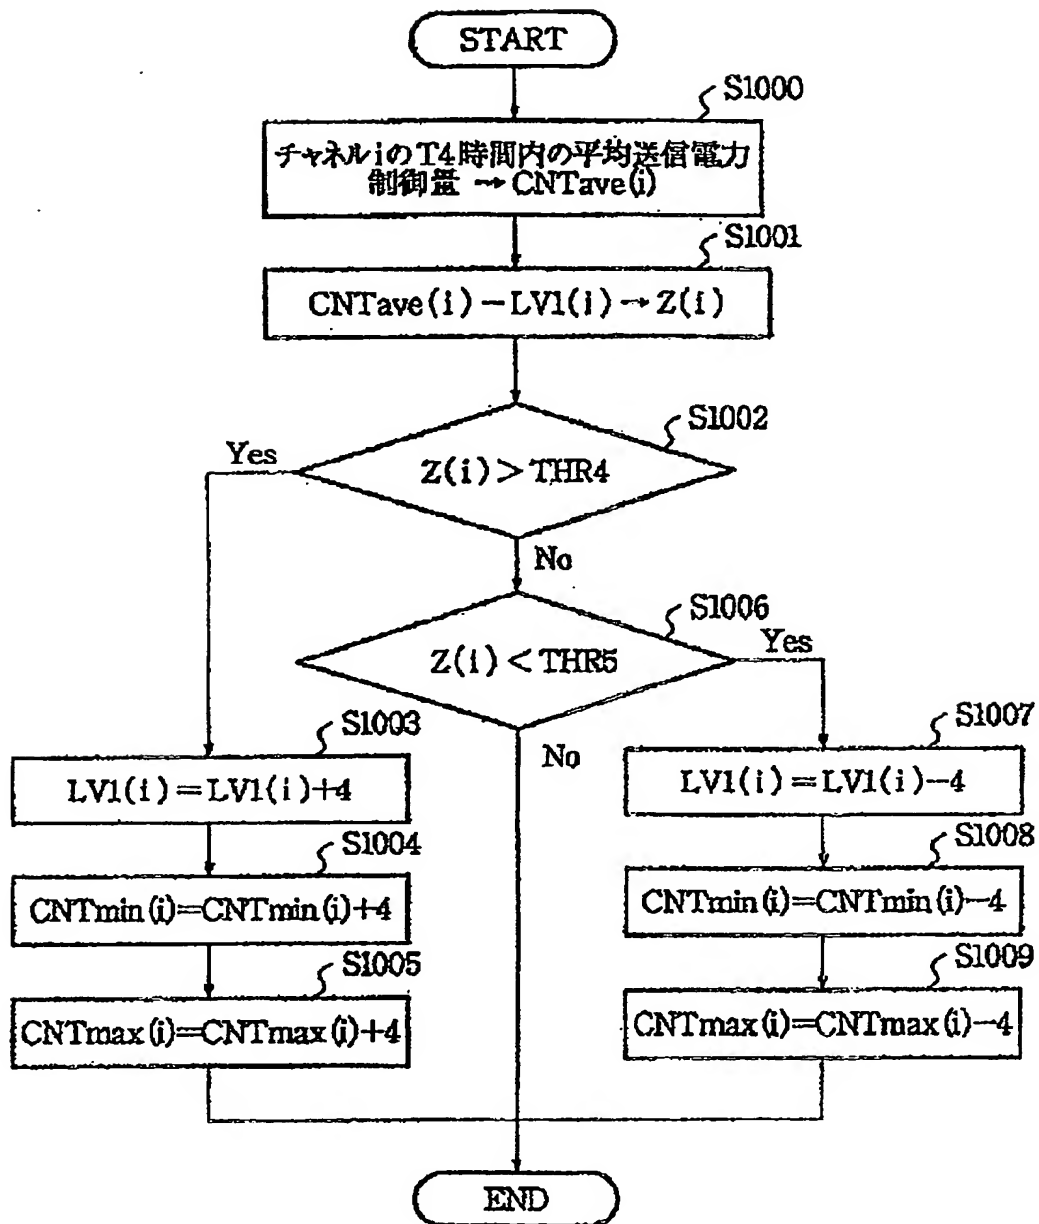 START
S1000
チャネルiのT4時間内の平均送信電力
制御量→CNTave(i)
S1001
CNTave(i)−LV1(i)→Z(i)
S1002
Yes
Z(i)>THR4
No
S1006
Yes
Z(i)<THR5
No
S1003
LV1(i)=LV1(i)+4
S1004
CNTmin(i)=CNTmin(i)+4
S1005
CNTmax(i)=CNTmax(i)+4
S1007
LV1(i)=LV1(i)−4
S1008
CNTmin(i)=CNTmin(i)−4
S1009
CNTmax(i)=CNTmax(i)−4
END